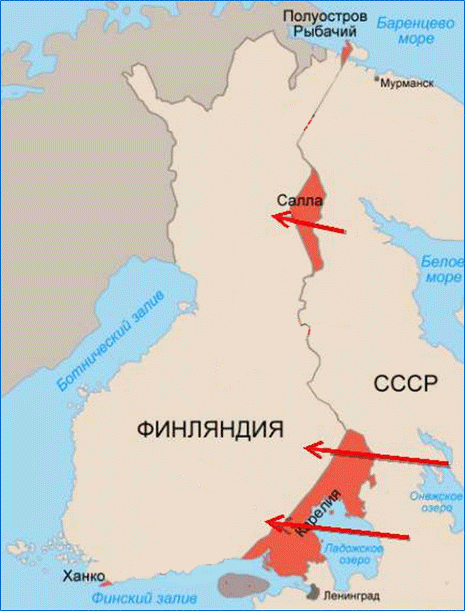 Полуостров
Рыбачий
Баренцево
море
Мурманск
Салла
Белое
море
Ботнический залив
СССР
ФИНЛЯНДИЯ
Онежское
озеро
Карелия
Ладожское
озеро
Ханко
Финский залив
Ленинград